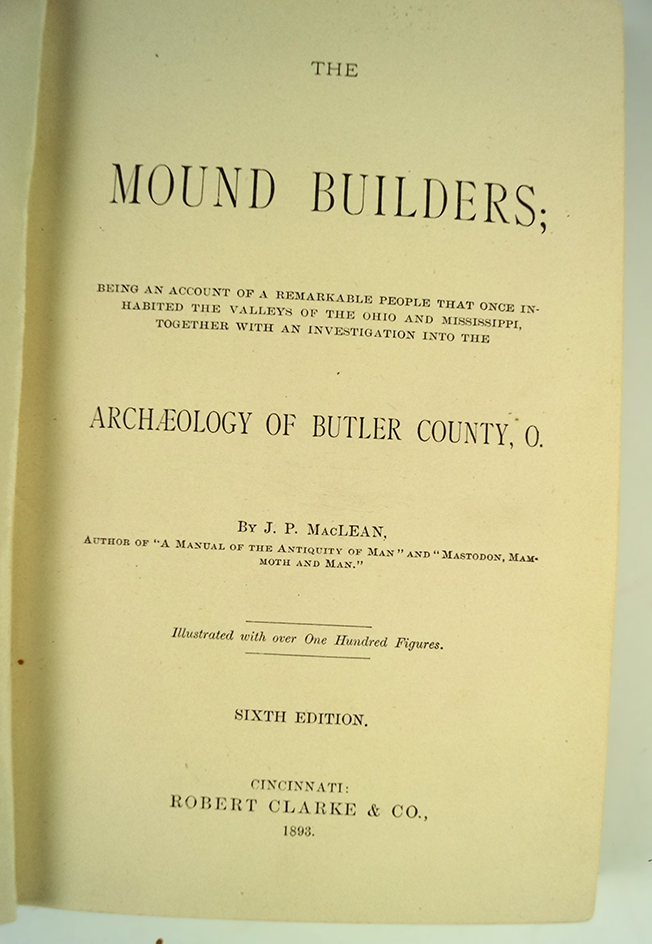 THE
MOUND BUILDERS;
BEING AN ACCOUNT OF A REMARKABLE PEOPLE THAT ONCE IN-
HABITED THE VALLEYS OF THE OHIO AND MISSISSIPPI,
TOGETHER WITH AN INVESTIGATION INTO THE
ARCHÆOLOGY OF BUTLER COUNTY, O.
BY J. P. MACLEAN,
AUTHOR OF "A MANUAL OF THE ANTIQUITY OF MAN" AND "MASTODON, MAM-
MOTH AND MAN."
Illustrated with over One Hundred Figures.
SIXTH EDITION.
CINCINNATI:
ROBERT CLARKE & CO.,
1893.